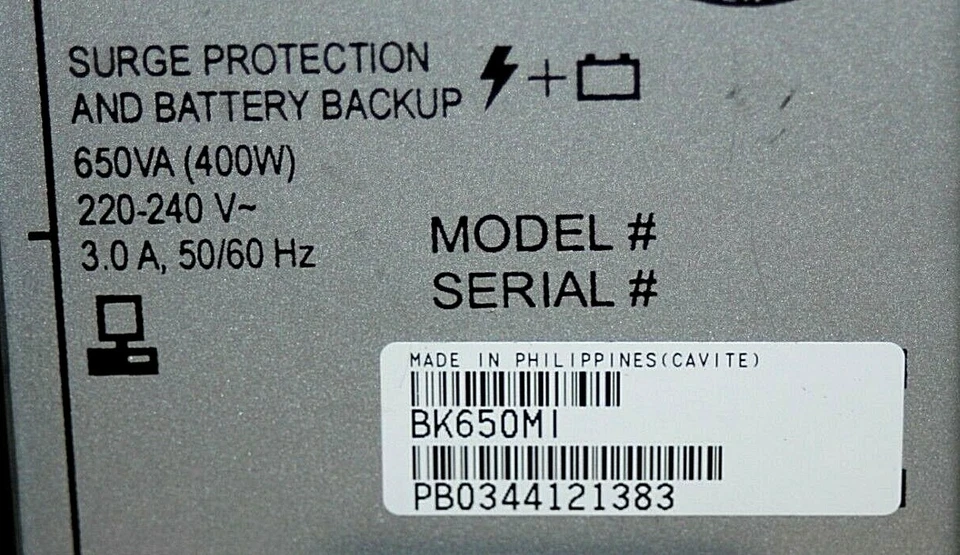 SURGE PROTECTION
AND BATTERY BACKUP
650VA (400W)
220-240 V~
3.0 A, 50/60 Hz
MODEL #
SERIAL #
MADE IN PHILIPPINES(CAVITE)
BK650MI
PB0344121383